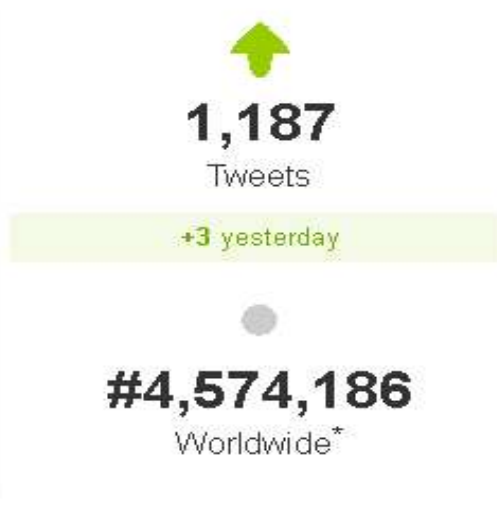 1,187
Tweets
+3 yesterday
#4,574,186
Worldwide*